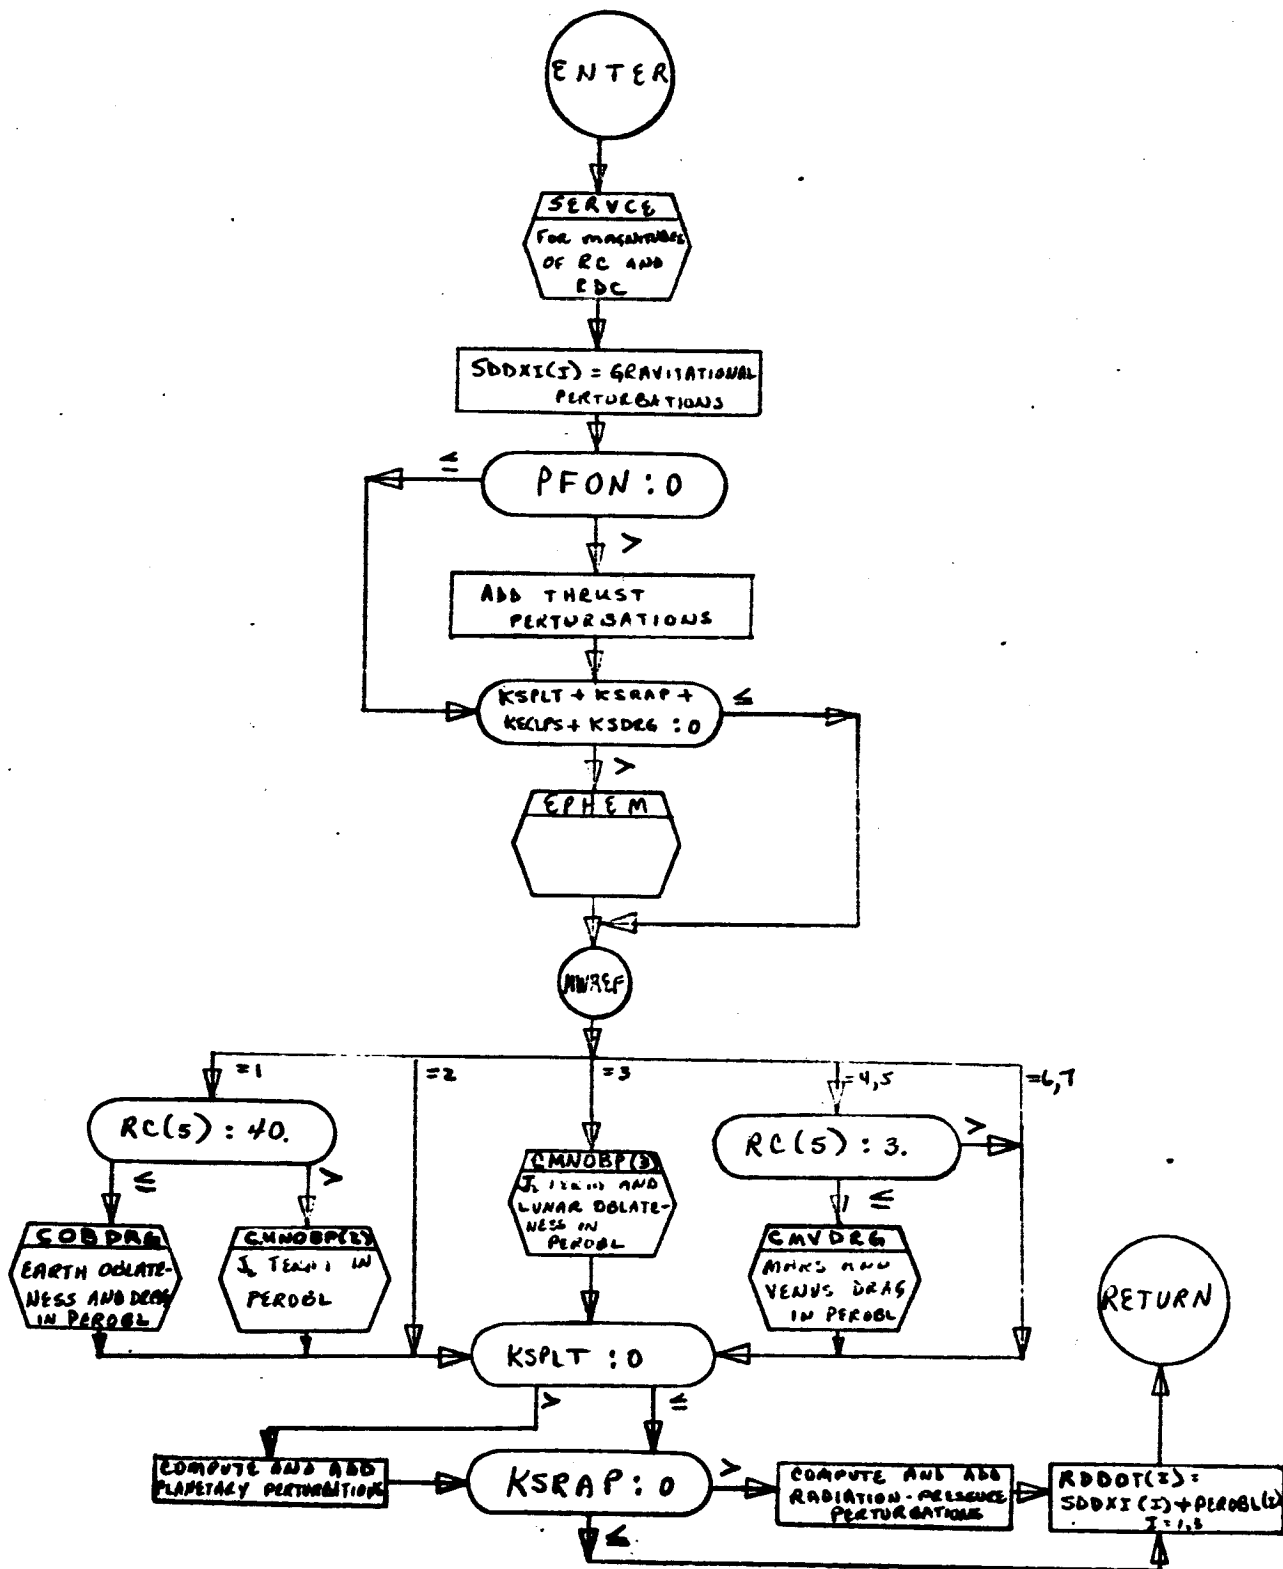 ENTER
SERVCE
FOR MAGNITUDES
OF RC AND
RDC
SDDXI(I) = GRAVITATIONAL
PERTURBATIONS
≤
PFON : 0
>
ADD THRUST
PERTURBATIONS
KSPLT + KSRAP +
KECLPS + KSDRG : 0
≤
>
EPHEM
NWREF
=1
=2
=3
=4,5
=6,7
RC(5) : 40.
RC(5) : 3.
>
≤
>
≤
CMNOBP(3)
J₂ TERM AND
LUNAR OBLATE-
NESS IN
PEROBL
COBDRG
EARTH OBLATE-
NESS AND DRAG
IN PEROBL
CMNOBP(2)
J₂ TERM IN
PEROBL
CMVDRG
MARS AND
VENUS DRAG
IN PEROBL
RETURN
KSPLT : 0
>
≤
COMPUTE AND ADD
PLANETARY PERTURBATIONS
KSRAP : 0
>
≤
COMPUTE AND ADD
RADIATION-PRESSURE
PERTURBATIONS
RDDOT(I) =
SDDXI(I) + PEROBL(I)
I = 1,3